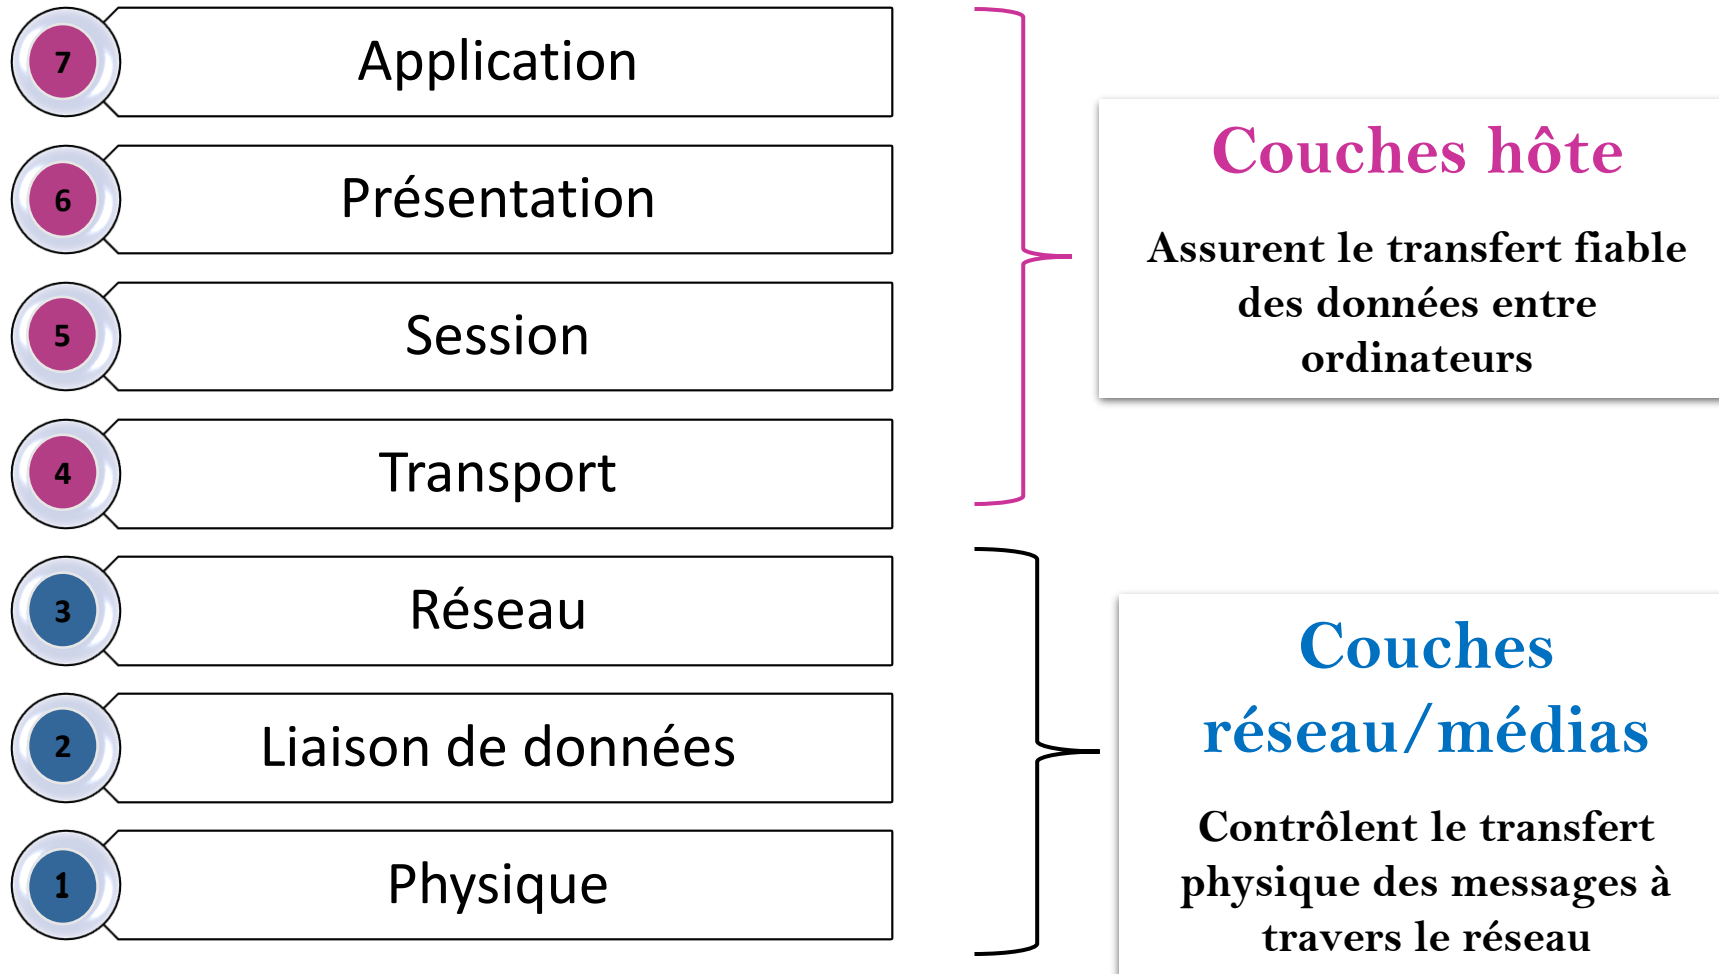 7
Application
6
Présentation
5
Session
4
Transport
3
Réseau
2
Liaison de données
1
Physique
Couches hôte
Assurent le transfert fiable
des données entre
ordinateurs
Couches
réseau/médias
Contrôlent le transfert
physique des messages à
travers le réseau